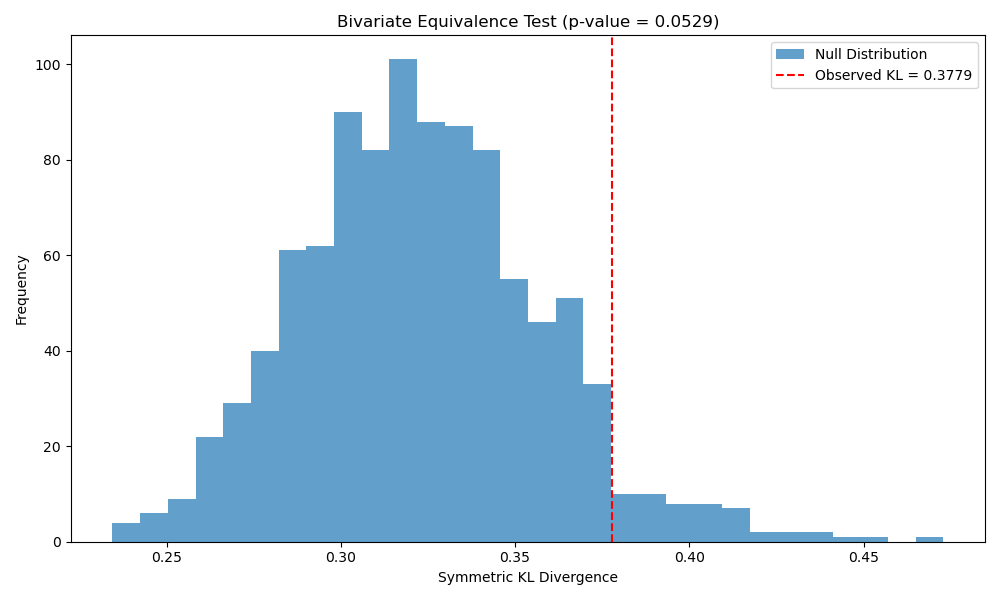 Bivariate Equivalence Test (p-value = 0.0529)
Null Distribution
Observed KL = 0.3779
Frequency
100
80
60
40
20
0
0.25
0.30
0.35
0.40
0.45
Symmetric KL Divergence